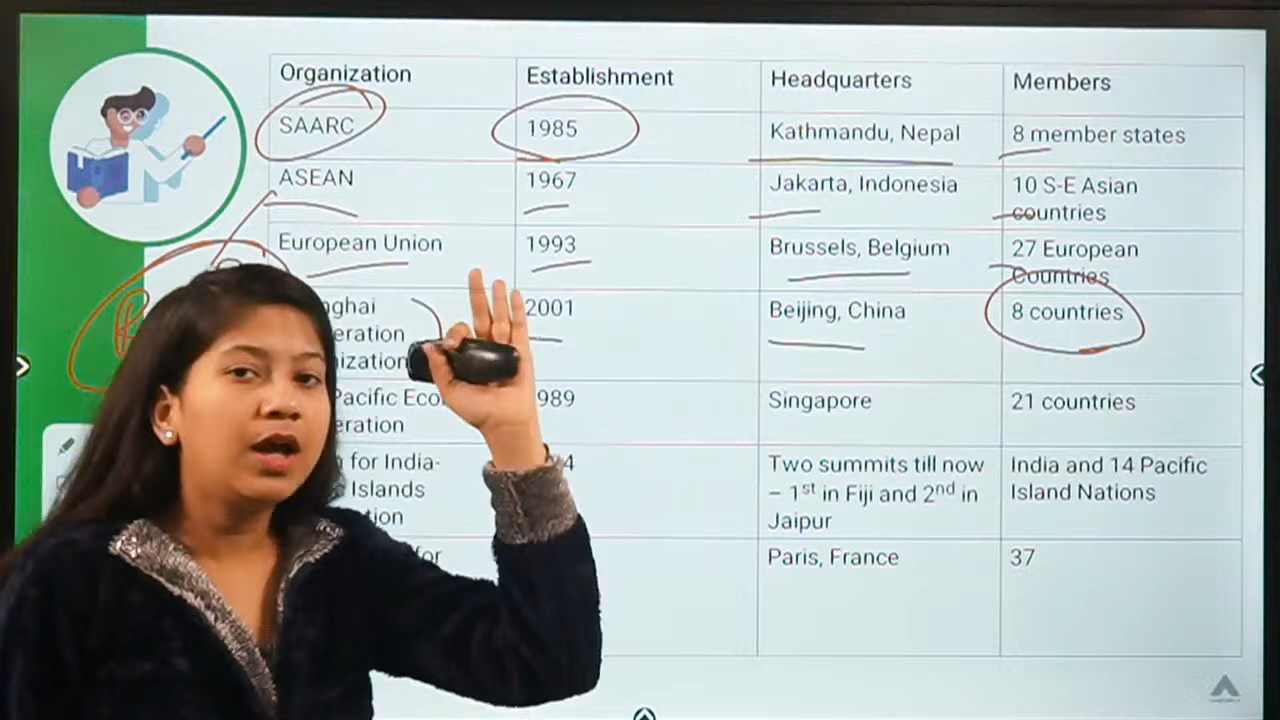 Organization Establishment Headquarters Members
SAARC 1985 Kathmandu, Nepal 8 member states
ASEAN 1967 Jakarta, Indonesia 10 S-E Asian
countries
European Union 1993 Brussels, Belgium 27 European
Countries
nghai 2001 Beijing, China 8 countries
eration
nization
Pacific Eco 989 Singapore 21 countries
eration
for India- 4 Two summits till now India and 14 Pacific
Islands – 1st in Fiji and 2nd in Island Nations
tion Jaipur
for Paris, France 37